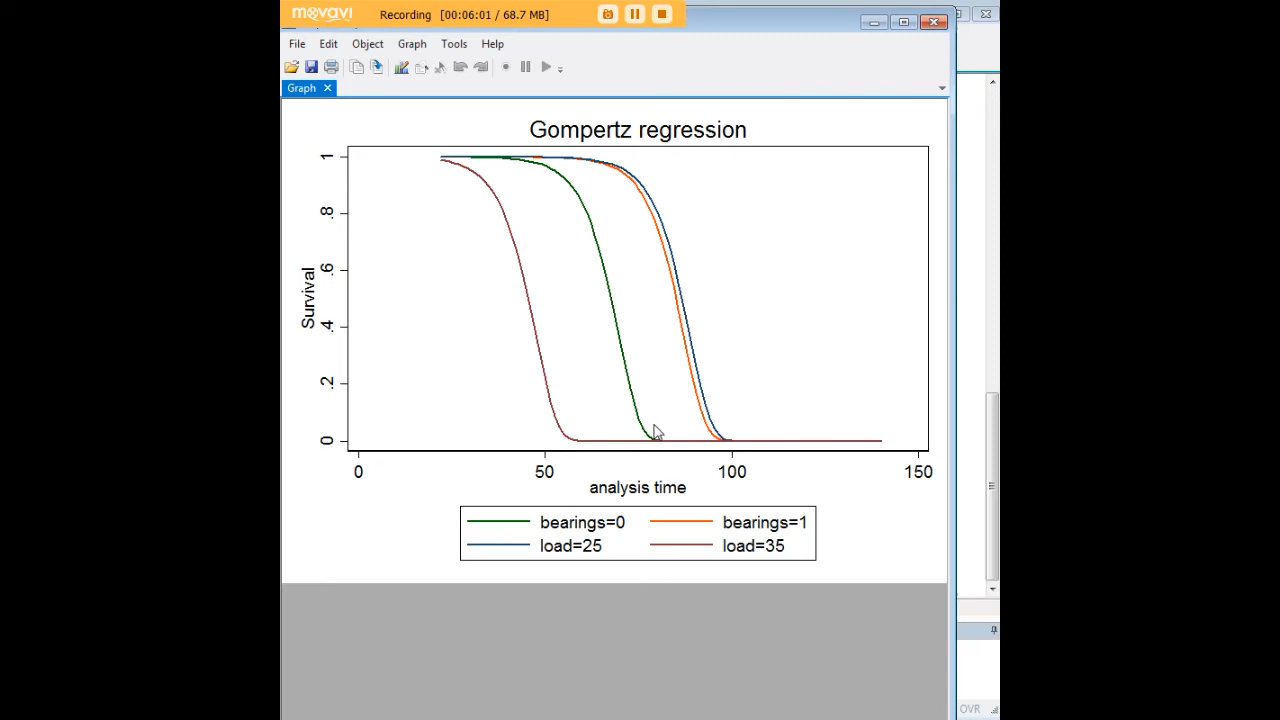 movavi Recording [00:06:01 / 68.7 MB]
File Edit Object Graph Tools Help
Graph
Gompertz regression
1
.8
.6
.4
.2
0
Survival
0 50 100 150
analysis time
bearings=0 bearings=1
load=25 load=35
OVR